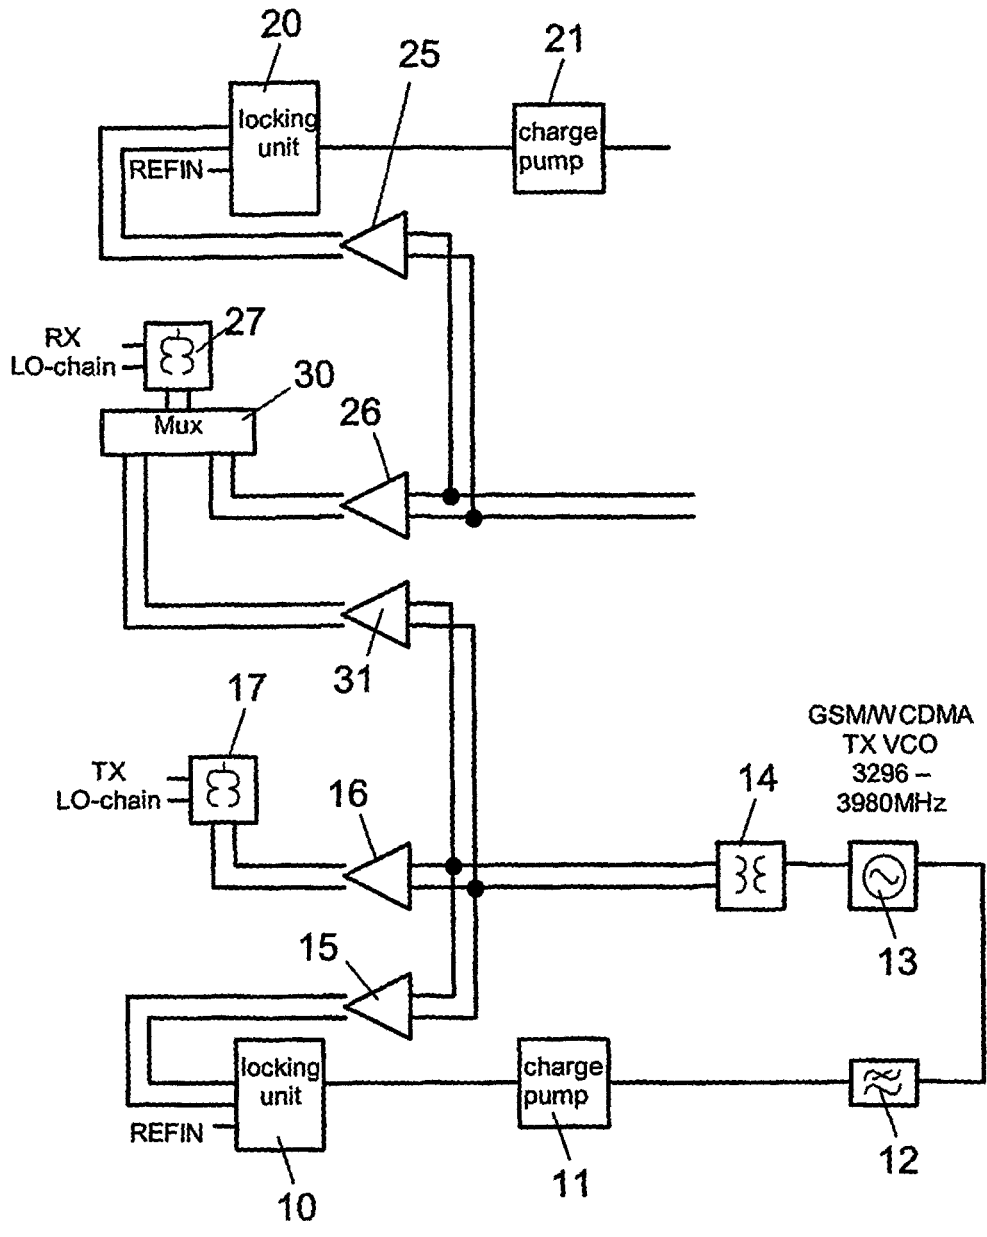 20
25
21
locking
unit
charge
pump
REFIN
27
RX
LO-chain
30
Mux
26
31
17
TX
LO-chain
16
14
GSM/WCDMA
TX VCO
3296 –
3980MHz
13
15
locking
unit
charge
pump
REFIN
10
11
12